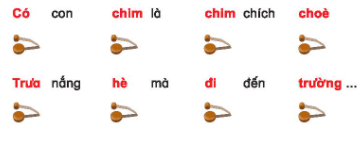 Có con chim là chim chích choè
Trưa nắng hè mà đi đến trường ...